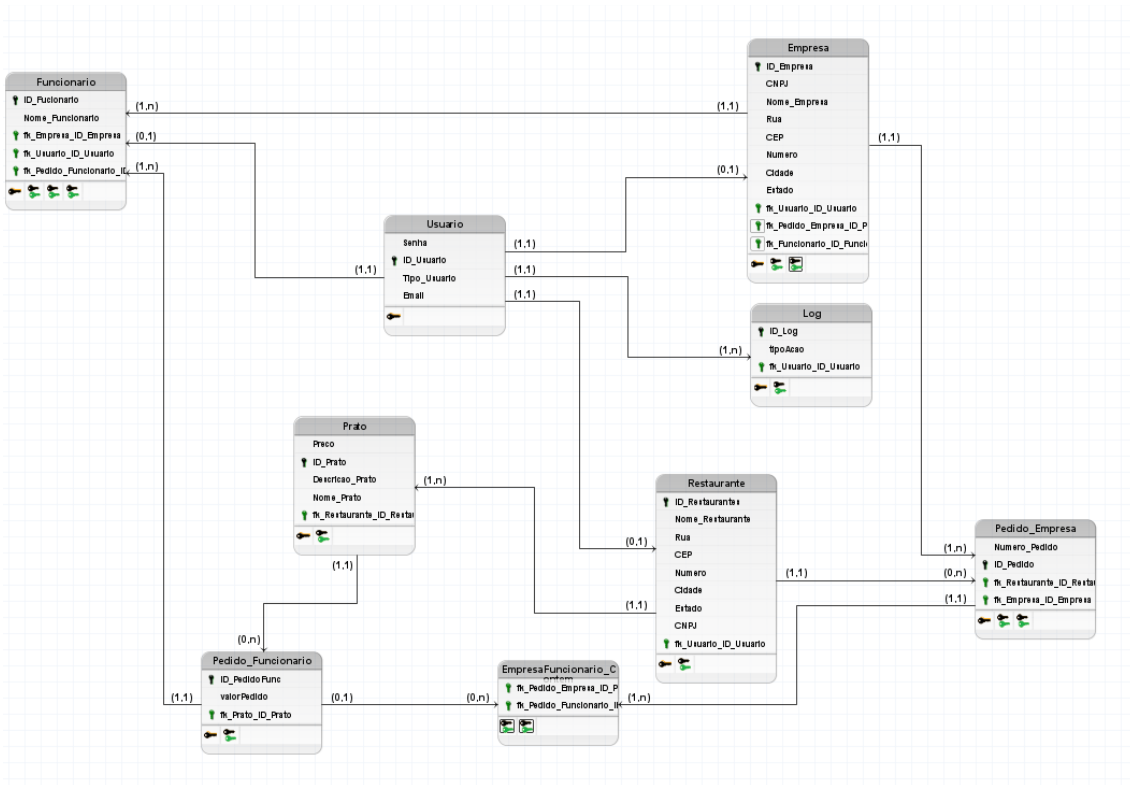 Empresa
ID_Empresa
CNPJ
Nome_Empresa
Rua
CEP
Numero
Cidade
Estado
fk_Usuario_ID_Usuario
fk_Pedido_Empresa_ID_P
fk_Funcionario_ID_Funci
Funcionario
ID_Fucionario
Nome_Funcionario
fk_Empresa_ID_Empresa
fk_Usuario_ID_Usuario
fk_Pedido_Funcionario_ID
(1,n)
(1,1)
(0,1)
(1,n)
(1,1)
(0,1)
Usuario
Senha
ID_Usuario
Tipo_Usuario
Email
(1,1)
(1,1)
(1,1)
(1,1)
Log
ID_Log
tipoAcao
fk_Usuario_ID_Usuario
(1,n)
Prato
Preco
ID_Prato
Descricao_Prato
Nome_Prato
fk_Restaurante_ID_Restau
(1,n)
(1,1)
Restaurante
ID_Restaurantes
Nome_Restaurante
Rua
CEP
Numero
Cidade
Estado
CNPJ
fk_Usuario_ID_Usuario
(0,1)
(1,1)
(1,1)
Pedido_Empresa
Numero_Pedido
ID_Pedido
fk_Restaurante_ID_Restau
fk_Empresa_ID_Empresa
(1,n)
(0,n)
(1,1)
(0,n)
Pedido_Funcionario
ID_PedidoFunc
valorPedido
fk_Prato_ID_Prato
(1,1)
(0,1)
EmpresaFuncionario_C
ontem
fk_Pedido_Empresa_ID_P
fk_Pedido_Funcionario_I
(0,n)
(1,n)